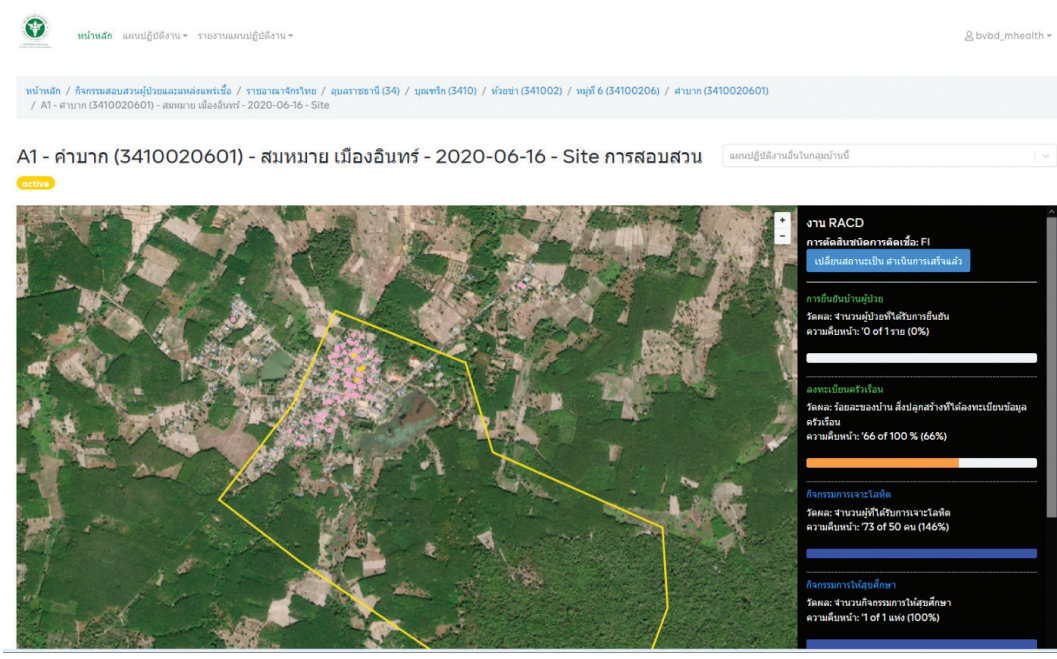 หน้าหลัก แผนปฏิบัติงาน รายงานแผนปฏิบัติงาน bvbd_mhealth
หน้าหลัก / กิจกรรมสอบสวนผู้ป่วยและแหล่งแพร่เชื้อ / ราชอาณาจักรไทย / อุบลราชธานี (34) / บุณฑริก (3410) / ห้วยข่า (341002) / หมู่ที่ 6 (34100206) / คำบาก (3410020601)
/ A1 - คำบาก (3410020601) - สมหมาย เมืองอินทร์ - 2020-06-16 - Site
A1 - คำบาก (3410020601) - สมหมาย เมืองอินทร์ - 2020-06-16 - Site การสอบสวน
แผนปฏิบัติงานอื่นในกลุ่มบ้านนี้
active
+
-
งาน RACD
การตัดสินชนิดการติดเชื้อ: FI
เปลี่ยนสถานะเป็น ดำเนินการเสร็จแล้ว
การยืนยันบ้านผู้ป่วย
วัดผล: จำนวนผู้ป่วยที่ได้รับการยืนยัน
ความคืบหน้า: '0 of 1 ราย (0%)
ลงทะเบียนครัวเรือน
วัดผล: ร้อยละของบ้าน สิ่งปลูกสร้างที่ได้ลงทะเบียนข้อมูล
ครัวเรือน
ความคืบหน้า: '66 of 100 % (66%)
กิจกรรมการเจาะโลหิต
วัดผล: จำนวนผู้ที่ได้รับการเจาะโลหิต
ความคืบหน้า: '73 of 50 คน (146%)
กิจกรรมการให้สุขศึกษา
วัดผล: จำนวนกิจกรรมการให้สุขศึกษา
ความคืบหน้า: '1 of 1 แห่ง (100%)